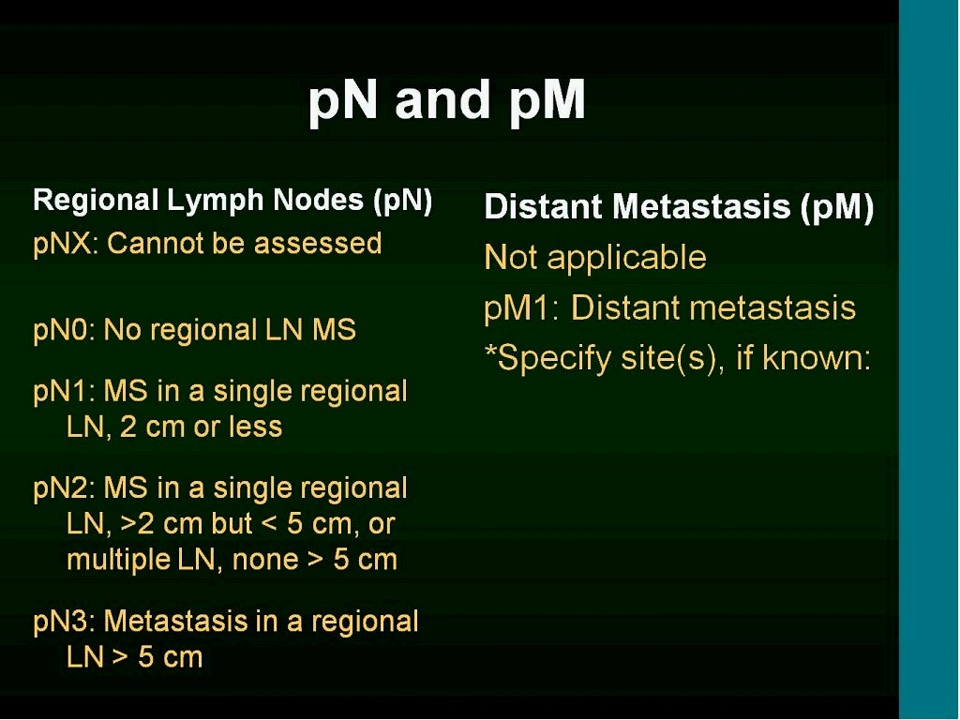 pN and pM
Regional Lymph Nodes (pN)
pNX: Cannot be assessed
pN0: No regional LN MS
pN1: MS in a single regional
LN, 2 cm or less
pN2: MS in a single regional
LN, >2 cm but < 5 cm, or
multiple LN, none > 5 cm
pN3: Metastasis in a regional
LN > 5 cm
Distant Metastasis (pM)
Not applicable
pM1: Distant metastasis
*Specify site(s), if known: